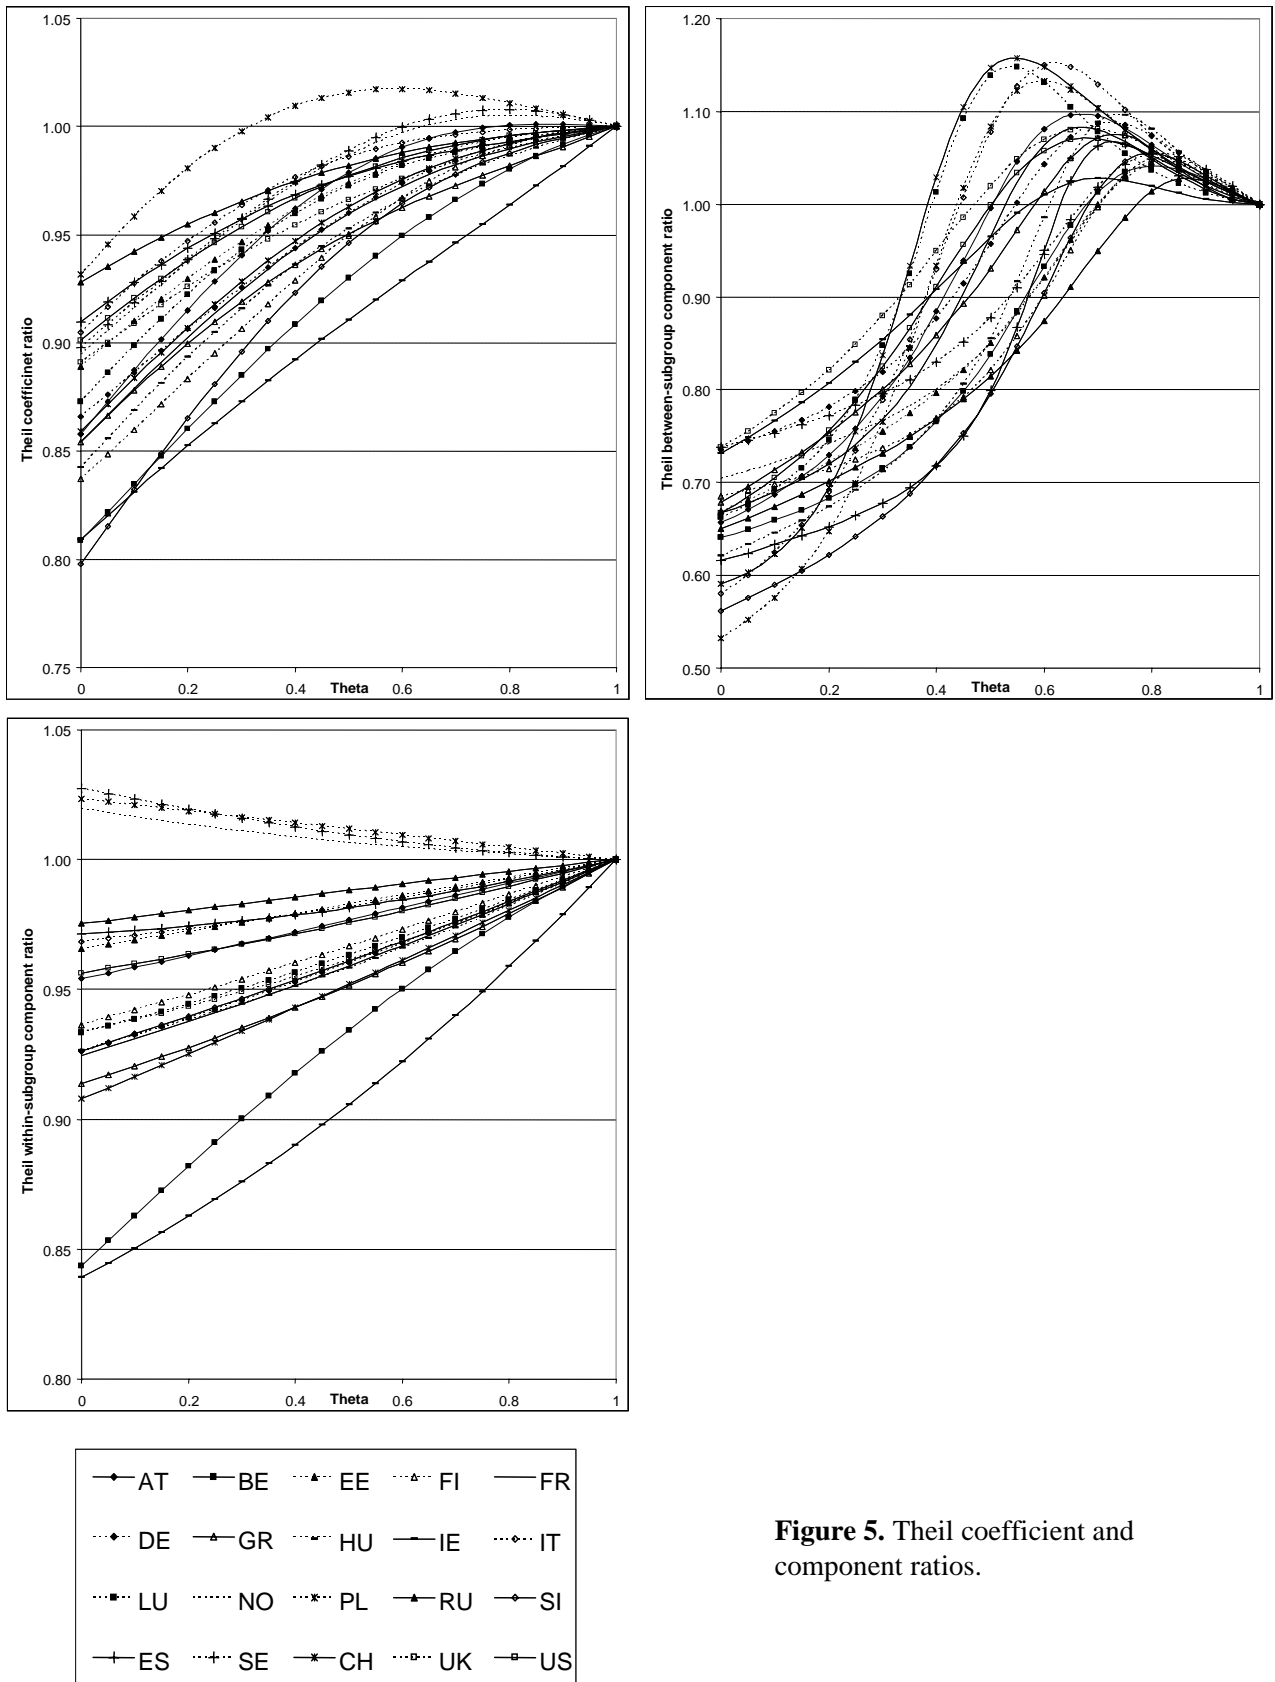 1.05
1.00
0.95
0.90
0.85
0.80
0.75
Theil coefficinet ratio
0 0.2 0.4 Theta 0.6 0.8 1
1.20
1.10
1.00
0.90
0.80
0.70
0.60
0.50
Theil between-subgroup component ratio
0 0.2 0.4 Theta 0.6 0.8 1
1.05
1.00
0.95
0.90
0.85
0.80
Theil within-subgroup component ratio
0 0.2 0.4 Theta 0.6 0.8 1
AT BE EE FI FR
DE GR HU IE IT
LU NO PL RU SI
ES SE CH UK US
Figure 5. Theil coefficient and
component ratios.